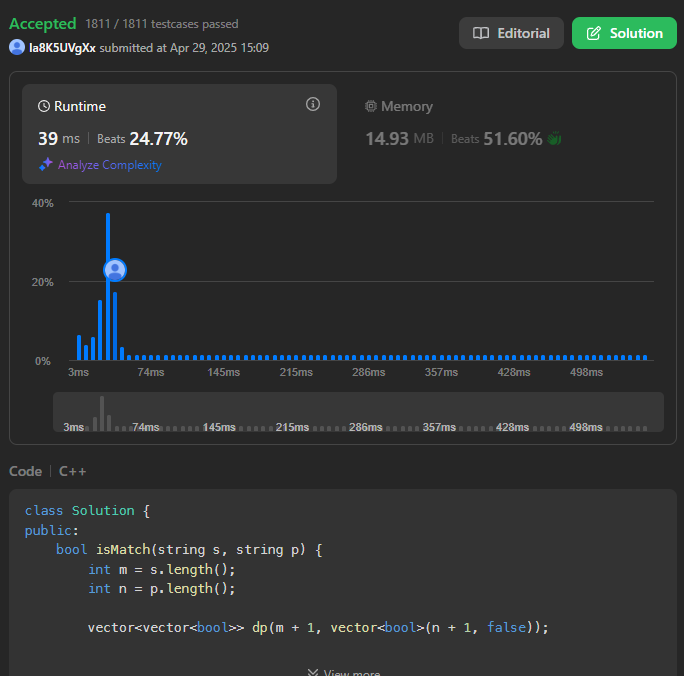 Accepted 1811 / 1811 testcases passed
Editorial
Solution
la8K5UVgXx submitted at Apr 29, 2025 15:09
Runtime
39 ms | Beats 24.77%
Analyze Complexity
Memory
14.93 MB | Beats 51.60%
40%
20%
0%
3ms 74ms 145ms 215ms 286ms 357ms 428ms 498ms
3ms 74ms 145ms 215ms 286ms 357ms 428ms 498ms
Code | C++
class Solution {
public:
    bool isMatch(string s, string p) {
        int m = s.length();
        int n = p.length();
        vector<vector<bool>> dp(m + 1, vector<bool>(n + 1, false));
View more